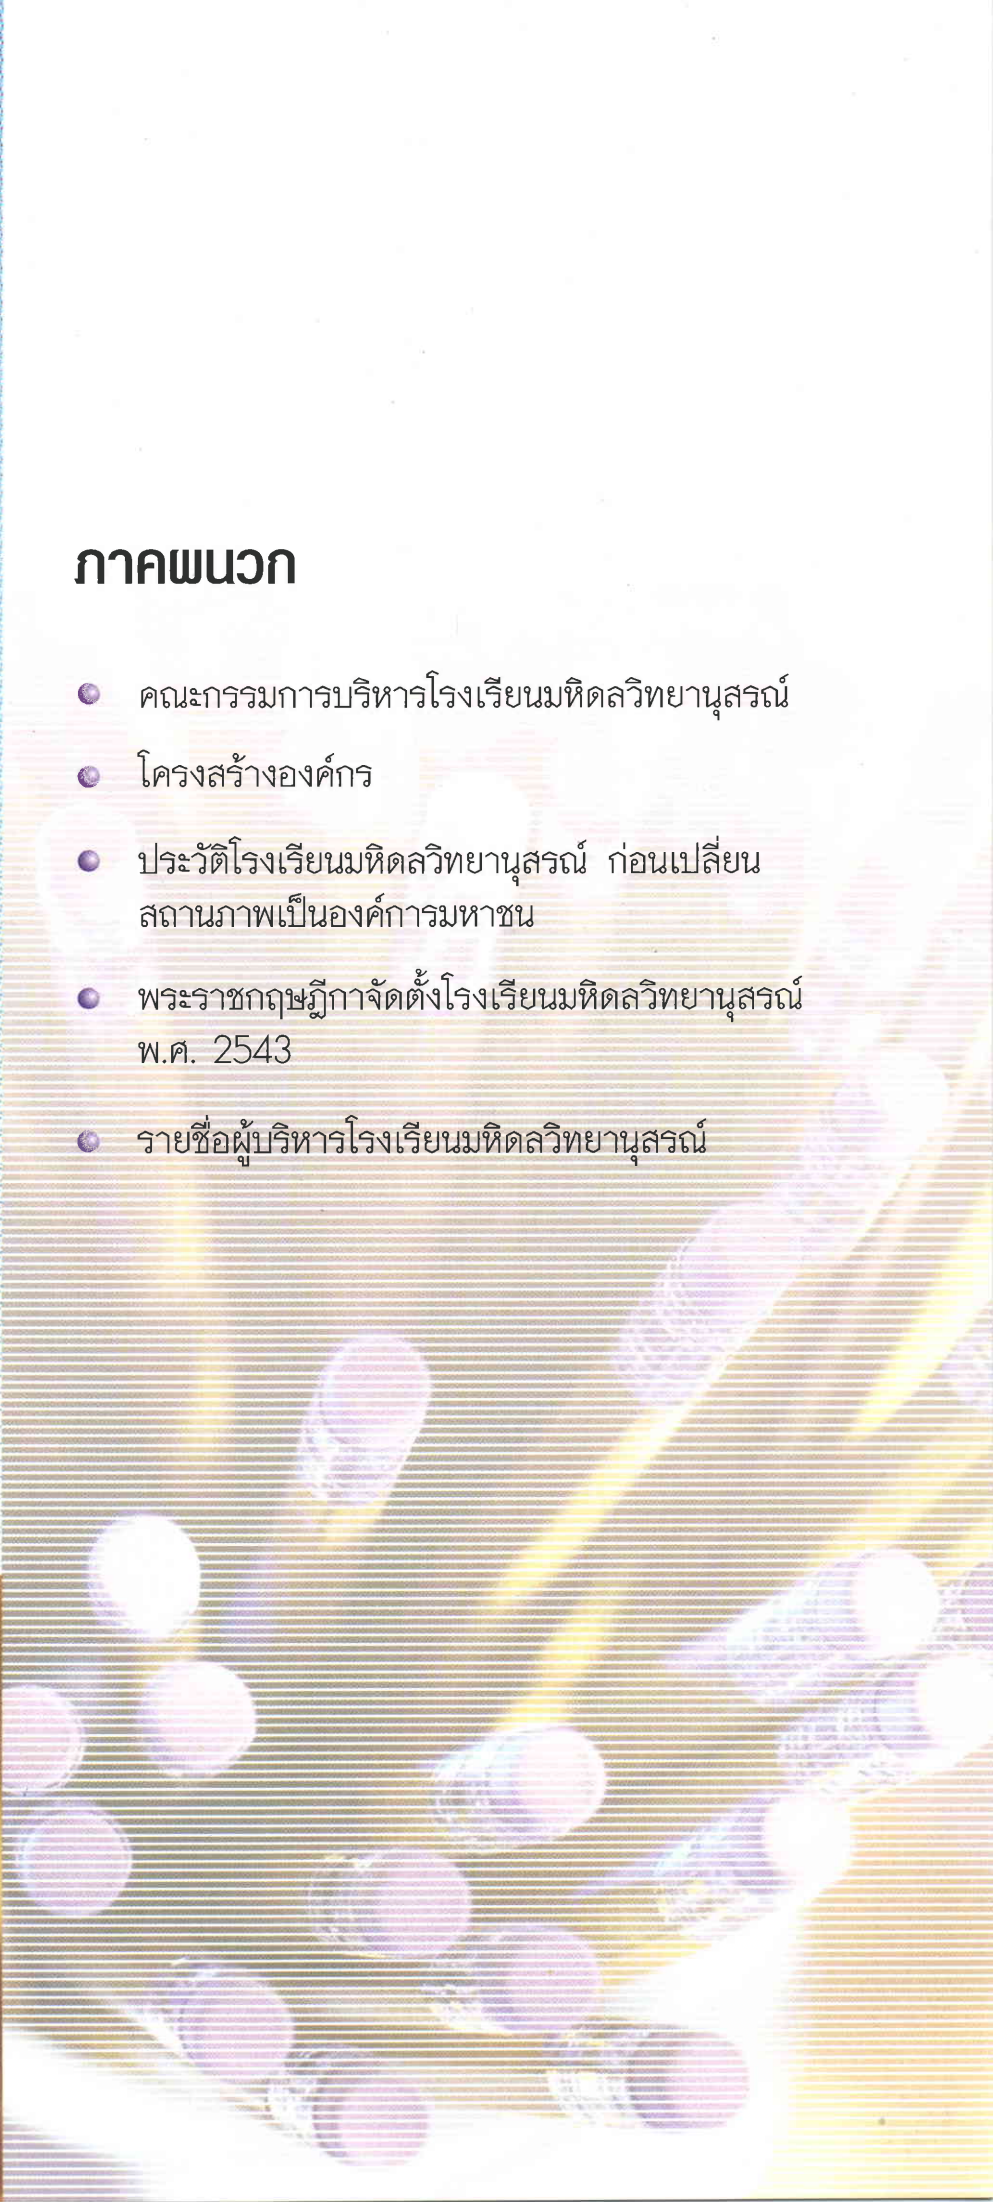 ภาคผนวก
คณะกรรมการบริหารโรงเรียนมหิดลวิทยานุสรณ์
โครงสร้างองค์กร
ประวัติโรงเรียนมหิดลวิทยานุสรณ์ ก่อนเปลี่ยน
สถานภาพเป็นองค์การมหาชน
พระราชกฤษฎีกาจัดตั้งโรงเรียนมหิดลวิทยานุสรณ์
พ.ศ. 2543
รายชื่อผู้บริหารโรงเรียนมหิดลวิทยานุสรณ์